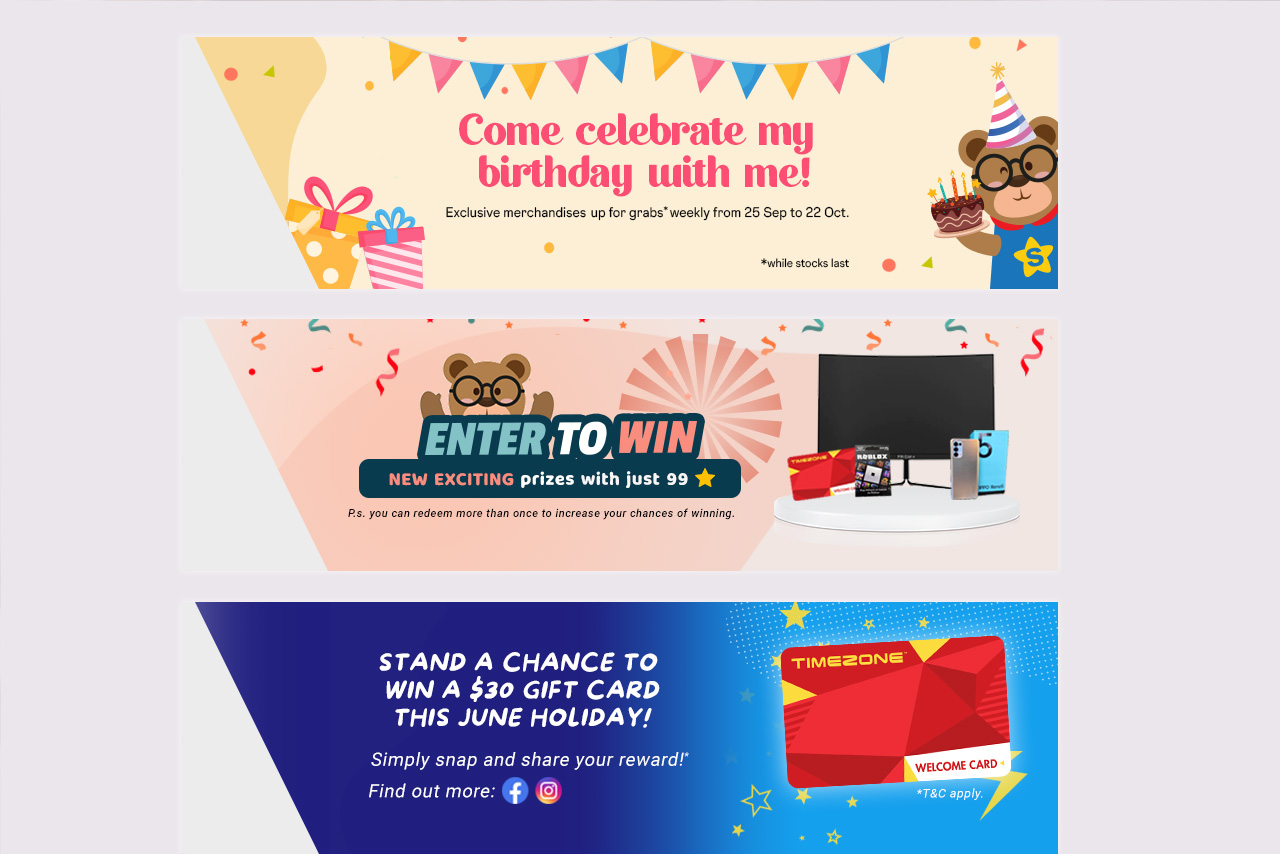 Come celebrate my
birthday with me!
Exclusive merchandises up for grabs* weekly from 25 Sep to 22 Oct.
*while stocks last
S
ENTER TO WIN
NEW EXCITING prizes with just 99
P.s. you can redeem more than once to increase your chances of winning.
TIMEZONE
ROBLOX
5
STAND A CHANCE TO
WIN A $30 GIFT CARD
THIS JUNE HOLIDAY!
Simply snap and share your reward!*
Find out more:
TIMEZONE
WELCOME CARD
*T&C apply.